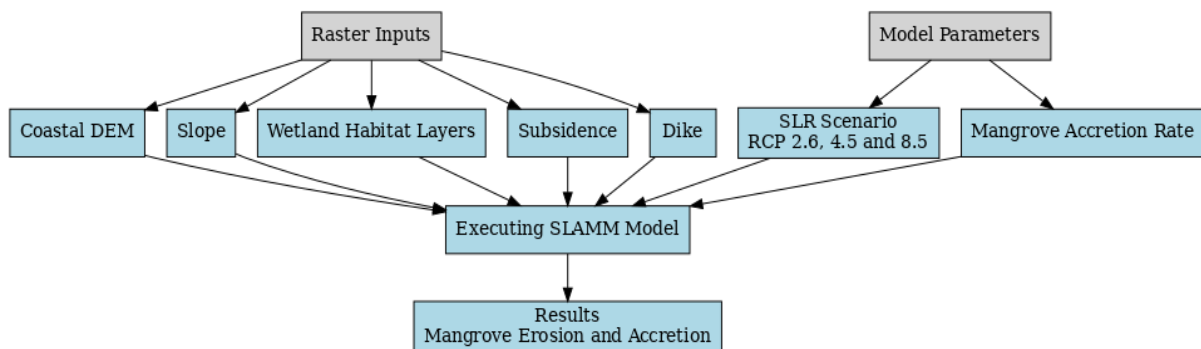 Raster Inputs
Model Parameters
Coastal DEM
Slope
Wetland Habitat Layers
Subsidence
Dike
SLR Scenario
RCP 2.6, 4.5 and 8.5
Mangrove Accretion Rate
Executing SLAMM Model
Results
Mangrove Erosion and Accretion